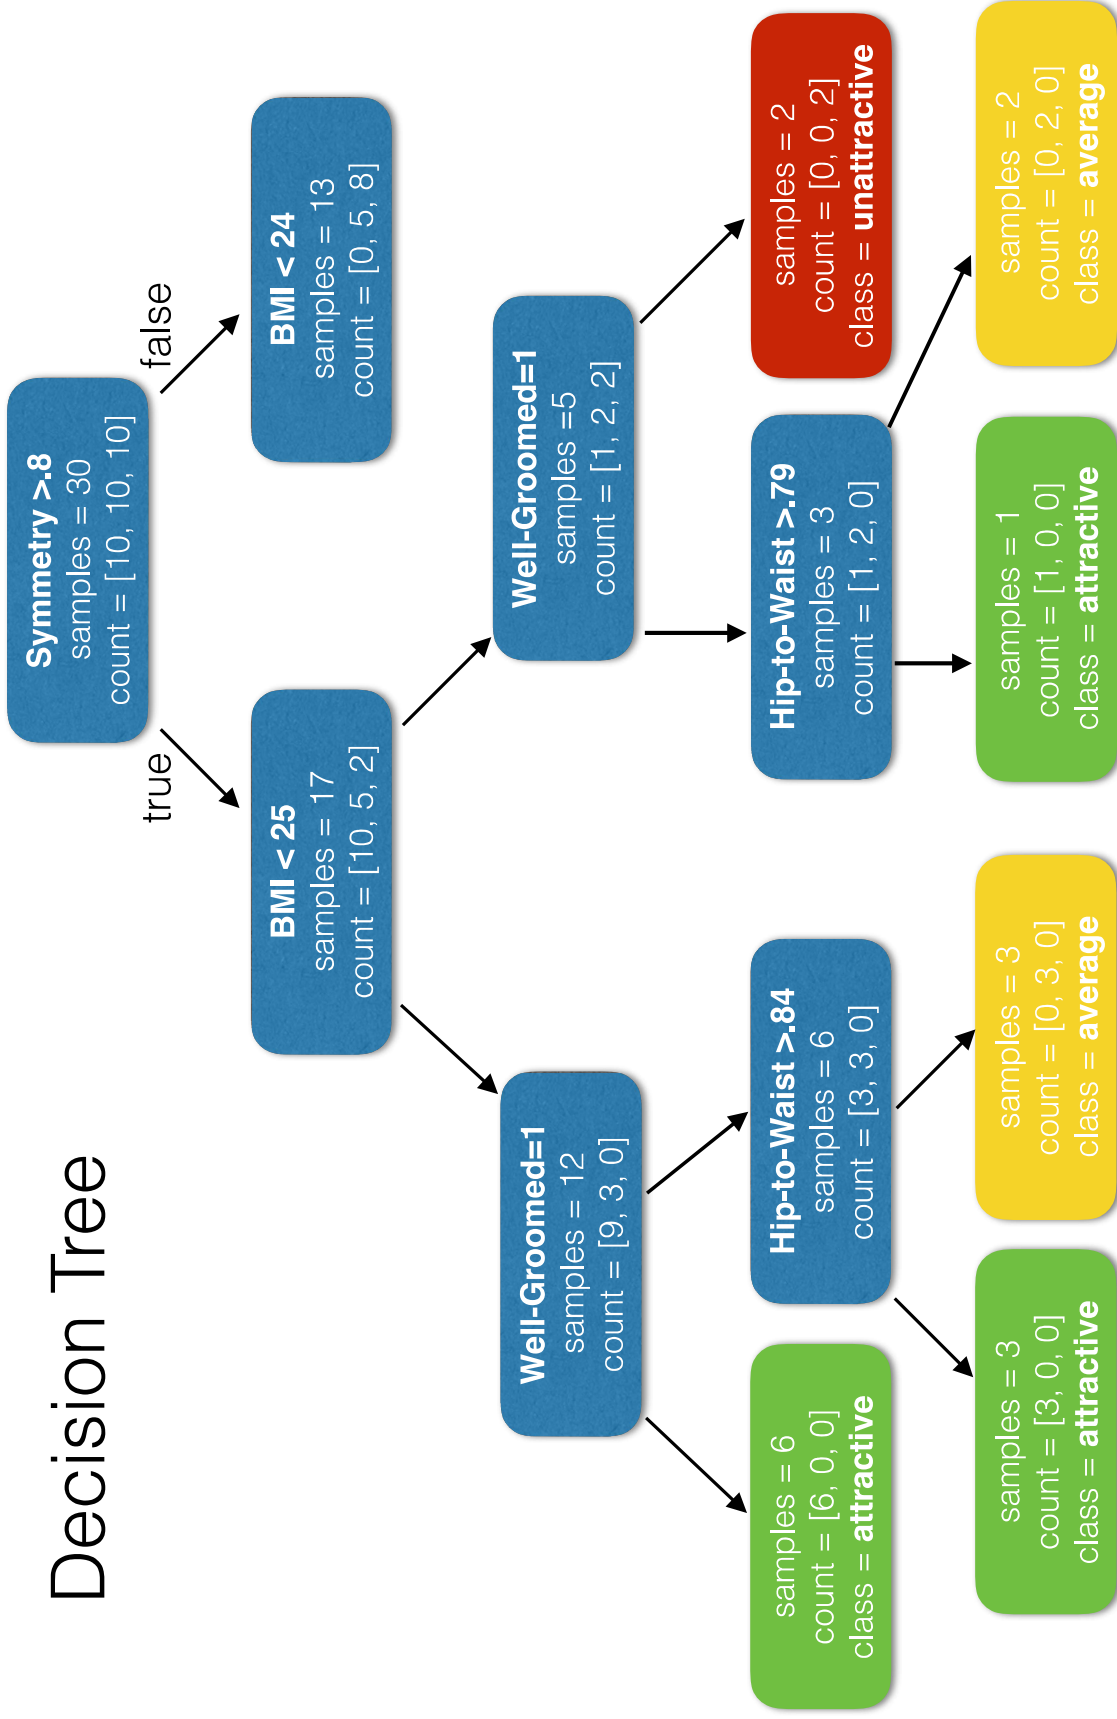 Decision Tree
Symmetry >.8
samples = 30
count = [10, 10, 10]
true
false
BMI < 25
samples = 17
count = [10, 5, 2]
BMI < 24
samples = 13
count = [0, 5, 8]
Well-Groomed=1
samples = 12
count = [9, 3, 0]
Well-Groomed=1
samples =5
count = [1, 2, 2]
samples = 6
count = [6, 0, 0]
class = attractive
Hip-to-Waist >.84
samples = 6
count = [3, 3, 0]
Hip-to-Waist >.79
samples = 3
count = [1, 2, 0]
samples = 2
count = [0, 0, 2]
class = unattractive
samples = 3
count = [3, 0, 0]
class = attractive
samples = 3
count = [0, 3, 0]
class = average
samples = 1
count = [1, 0, 0]
class = attractive
samples = 2
count = [0, 2, 0]
class = average